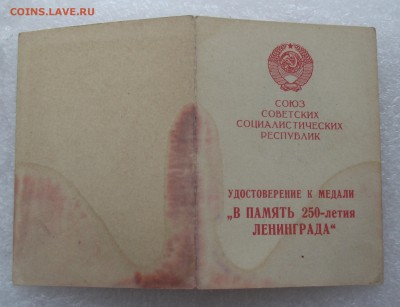 COINS.LAVE.RU
СОЮЗ
СОВЕТСКИХ
СОЦИАЛИСТИЧЕСКИХ
РЕСПУБЛИК
УДОСТОВЕРЕНИЕ К МЕДАЛИ
„В ПАМЯТЬ 250-летия
ЛЕНИНГРАДА“